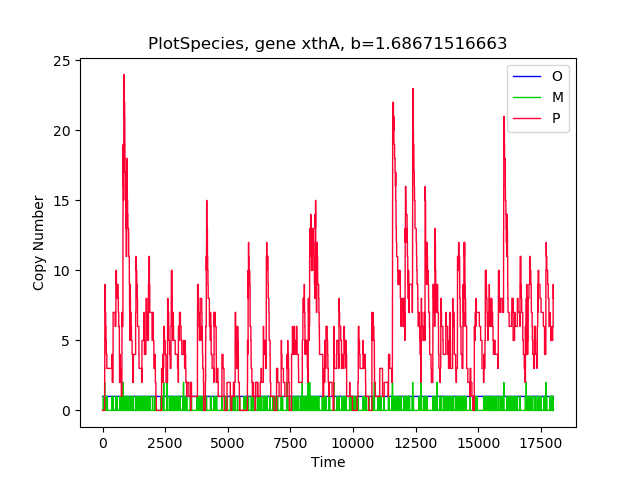 PlotSpecies, gene xthA, b=1.68671516663
25
20
15
10
5
0
Copy Number
O
M
P
0 2500 5000 7500 10000 12500 15000 17500
Time